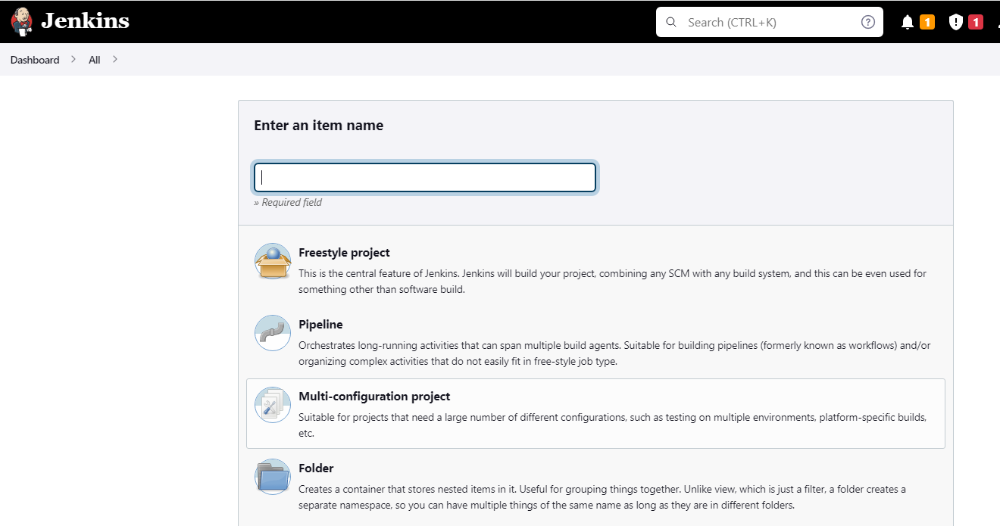 Jenkins
Search (CTRL+K)
?
1
!
1
Dashboard
All
Enter an item name
» Required field
Freestyle project
This is the central feature of Jenkins. Jenkins will build your project, combining any SCM with any build system, and this can be even used for
something other than software build.
Pipeline
Orchestrates long-running activities that can span multiple build agents. Suitable for building pipelines (formerly known as workflows) and/or
organizing complex activities that do not easily fit in free-style job type.
Multi-configuration project
Suitable for projects that need a large number of different configurations, such as testing on multiple environments, platform-specific builds,
etc.
Folder
Creates a container that stores nested items in it. Useful for grouping things together. Unlike view, which is just a filter, a folder creates a
separate namespace, so you can have multiple things of the same name as long as they are in different folders.